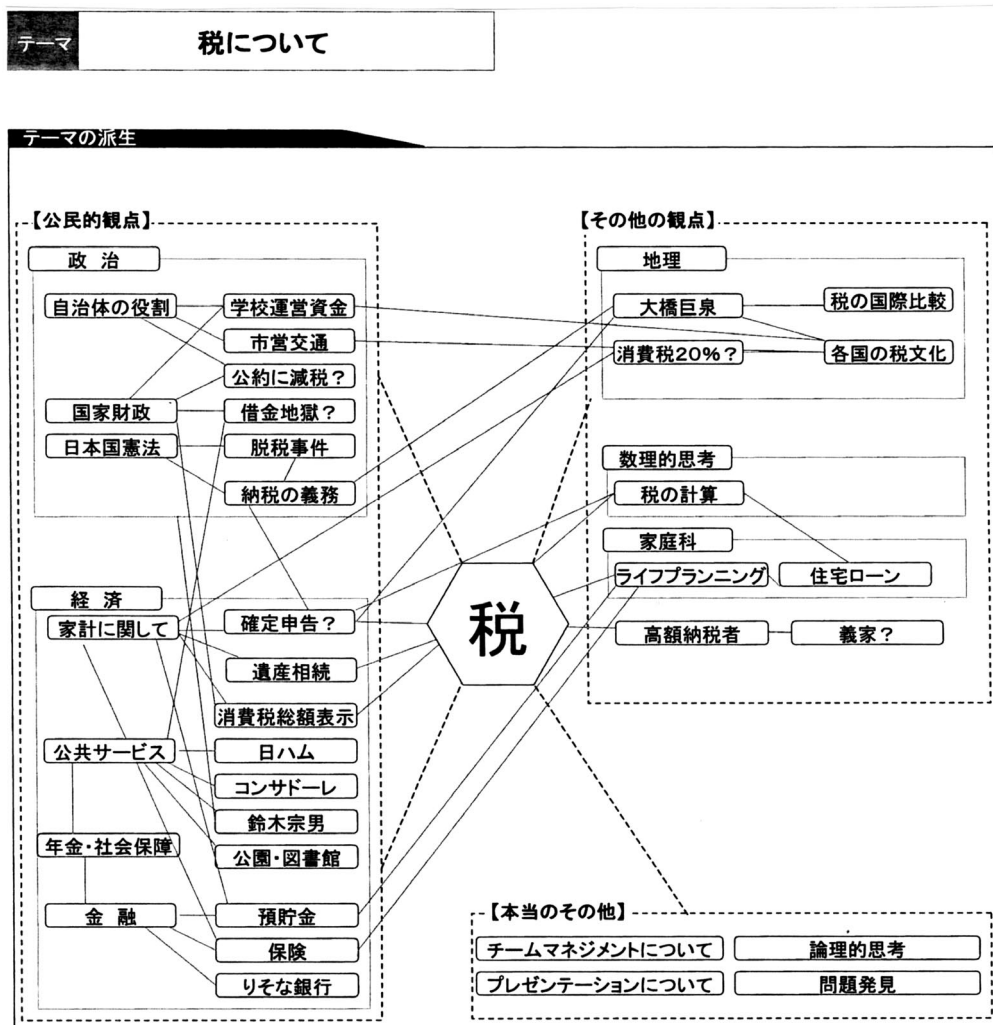 テーマ
税について
テーマの派生
【公民的観点】
政 治
自治体の役割
学校運営資金
市営交通
公約に減税？
国家財政
借金地獄？
日本国憲法
脱税事件
納税の義務
経 済
家計に関して
確定申告？
遺産相続
消費税総額表示
公共サービス
日ハム
コンサドーレ
鈴木宗男
年金・社会保障
公園・図書館
金 融
預貯金
保険
りそな銀行
税
【その他の観点】
地理
大橋巨泉
税の国際比較
消費税20％？
各国の税文化
数理的思考
税の計算
家庭科
ライフプランニング
住宅ローン
高額納税者
義家？
【本当のその他】
チームマネジメントについて
論理的思考
プレゼンテーションについて
問題発見